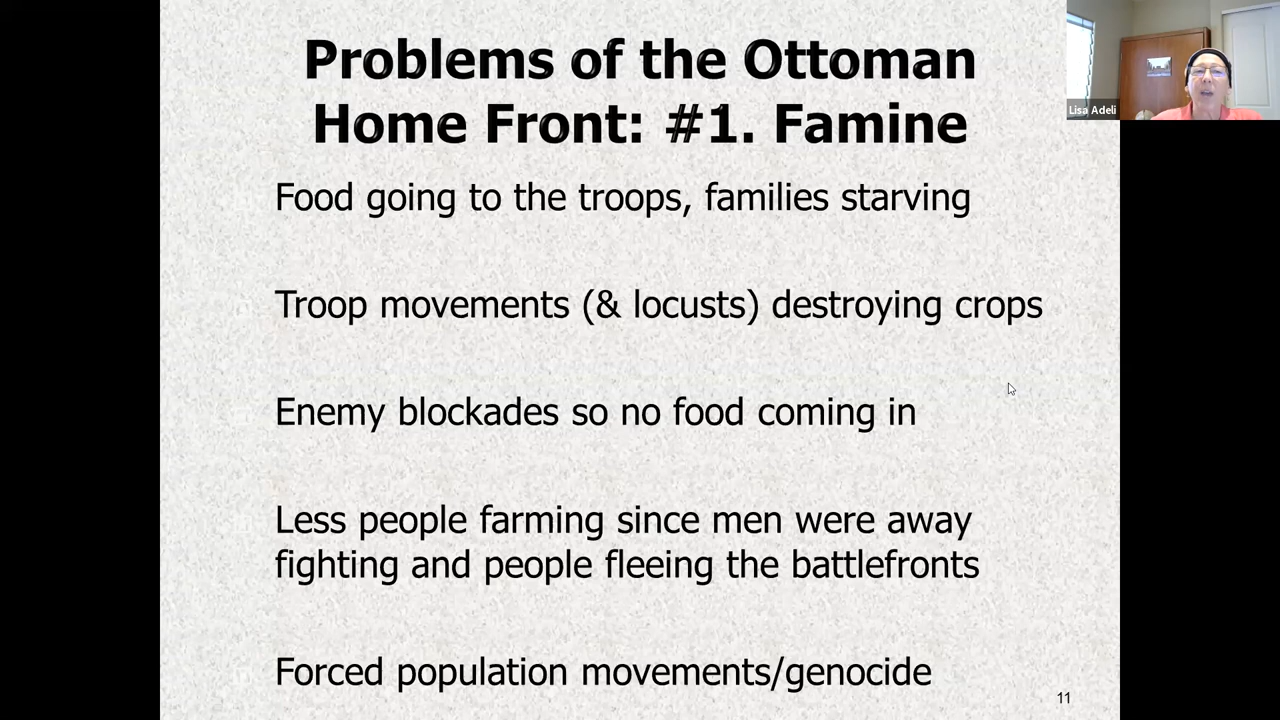 Problems of the Ottoman
Home Front: #1. Famine
Lisa Adeli
Food going to the troops, families starving
Troop movements (& locusts) destroying crops
Enemy blockades so no food coming in
Less people farming since men were away
fighting and people fleeing the battlefronts
Forced population movements/genocide
11